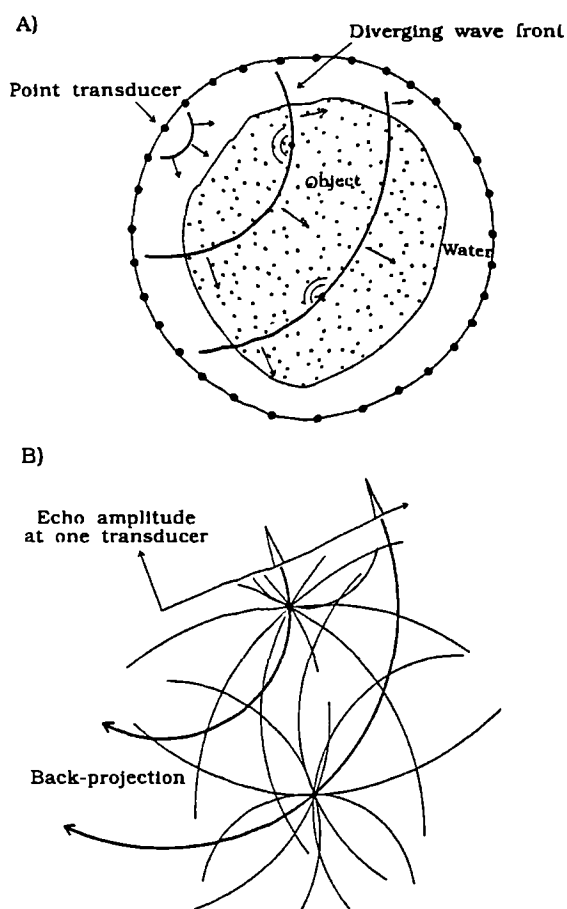 A)
Diverging wave front
Point transducer
Object
Water
B)
Echo amplitude
at one transducer
Back-projection